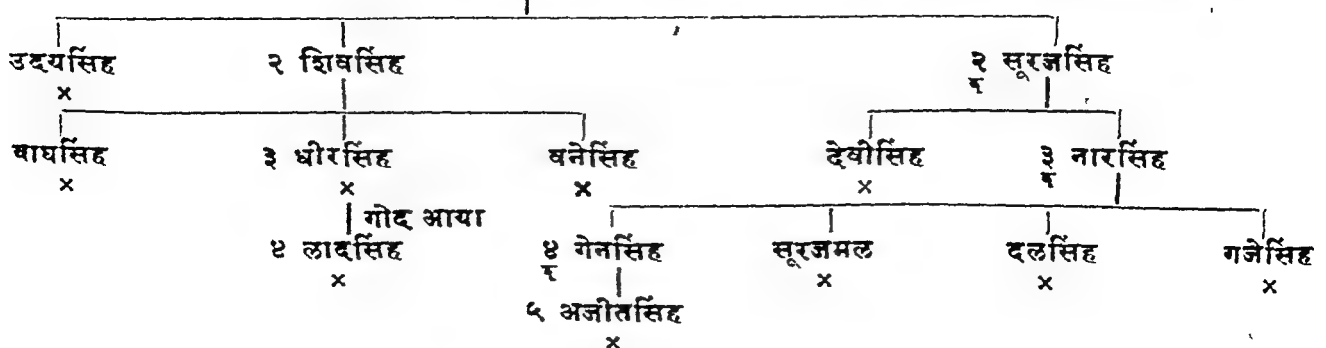 उदयसिंह २ शिवसिंह २/द सूरजसिंह
×
वाघसिंह ३ धीरसिंह वनेसिंह देवीसिंह ३/द नारसिंह
× × × ×
गोद आया
४ लादसिंह ४/द गेनसिंह सूरजमल दलसिंह गजेसिंह
× × × ×
५ अजीतसिंह
×